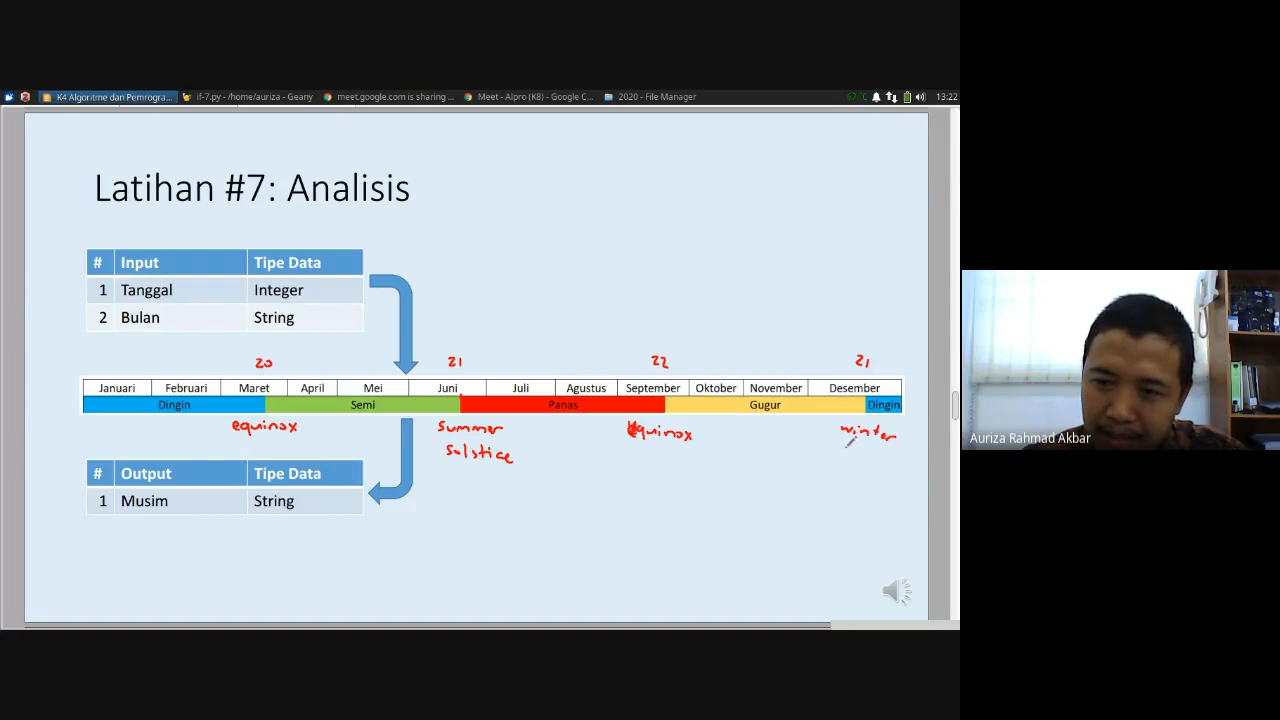 K4 Algoritme dan Pemrogra...
if-7.py - /home/auriza - Geany
meet.google.com is sharing ...
Meet - Alpro (K8) - Google C...
2020 - File Manager
67°C
13:22
Latihan #7: Analisis
# Input Tipe Data
1 Tanggal Integer
2 Bulan String
20 21 22 21
Januari Februari Maret April Mei Juni Juli Agustus September Oktober November Desember
Dingin Semi Panas Gugur Dingin
equinox summer equinox winter
solstice
# Output Tipe Data
1 Musim String
Auriza Rahmad Akbar